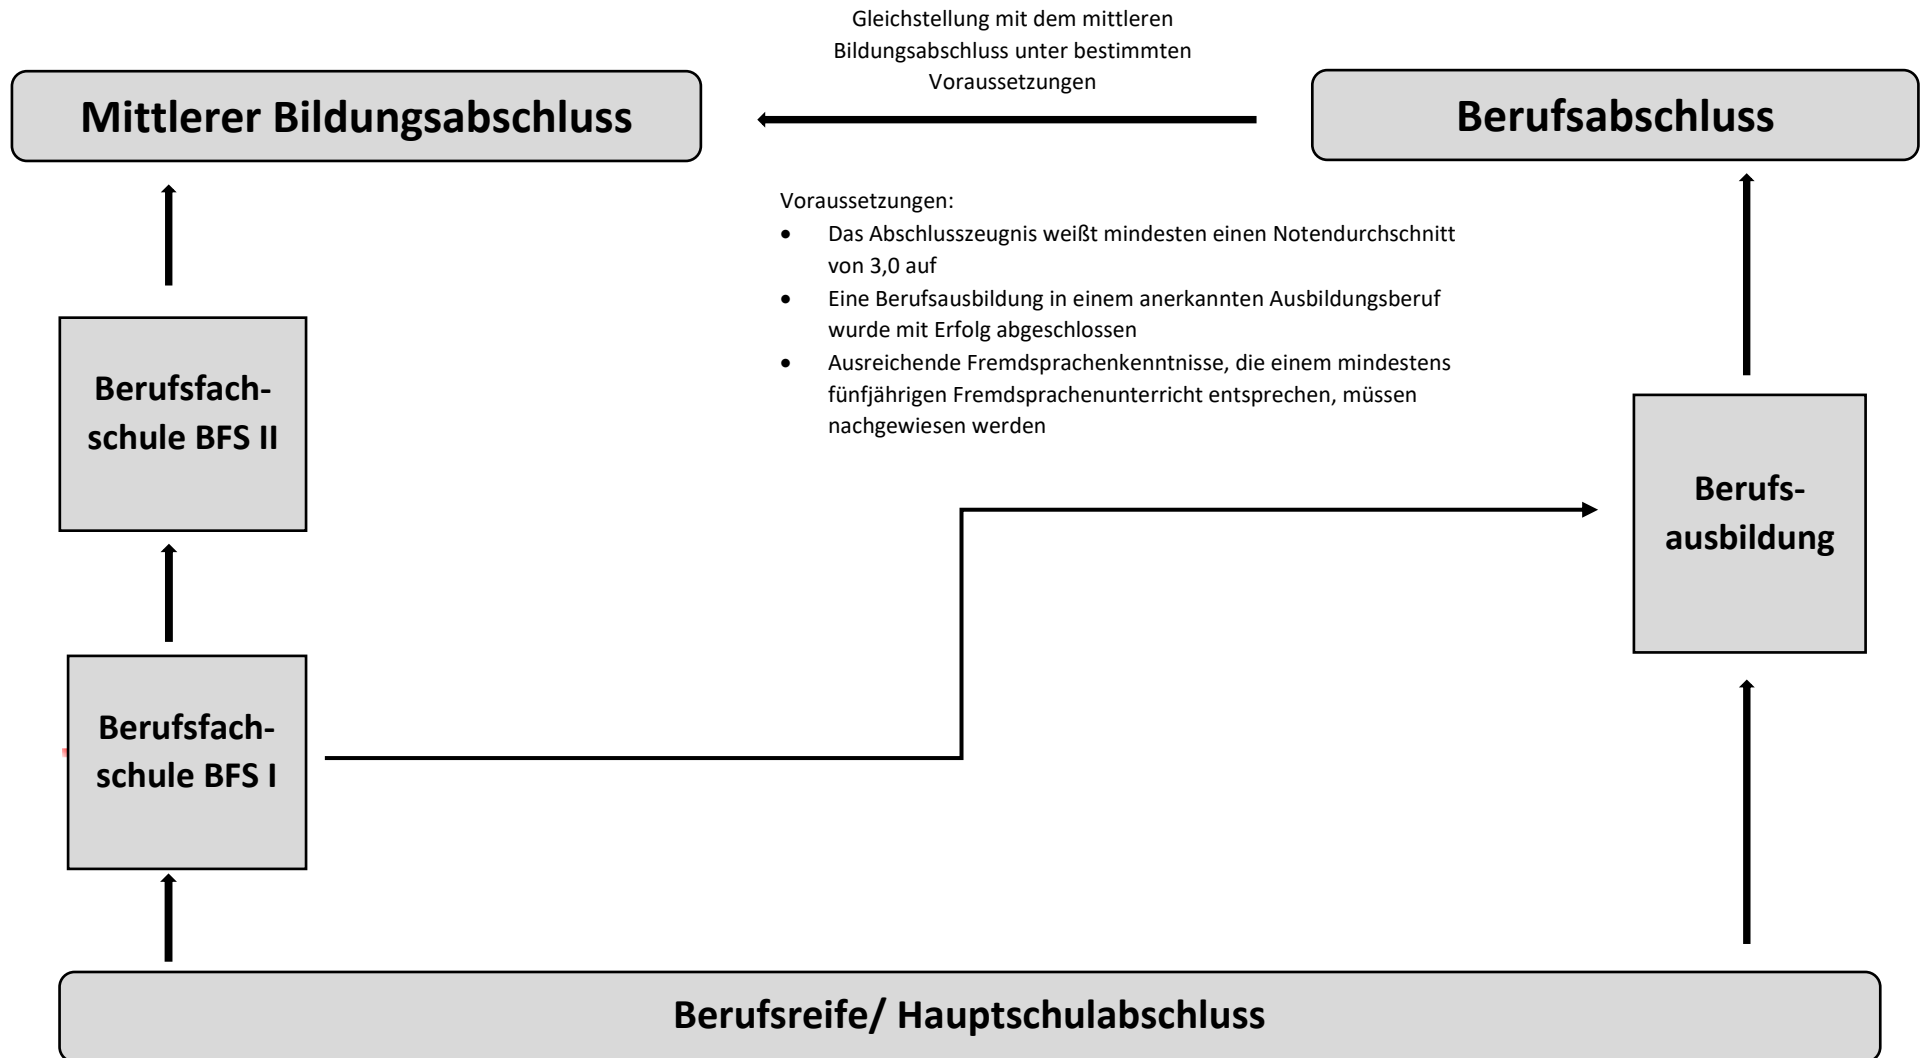 Gleichstellung mit dem mittleren
Bildungsabschluss unter bestimmten
Voraussetzungen
Mittlerer Bildungsabschluss
Berufsabschluss
Voraussetzungen:
• Das Abschlusszeugnis weißt mindesten einen Notendurchschnitt
von 3,0 auf
• Eine Berufsausbildung in einem anerkannten Ausbildungsberuf
wurde mit Erfolg abgeschlossen
• Ausreichende Fremdsprachenkenntnisse, die einem mindestens
fünfjährigen Fremdsprachenunterricht entsprechen, müssen
nachgewiesen werden
Berufsfach-
schule BFS II
Berufs-
ausbildung
Berufsfach-
schule BFS I
Berufsreife/ Hauptschulabschluss